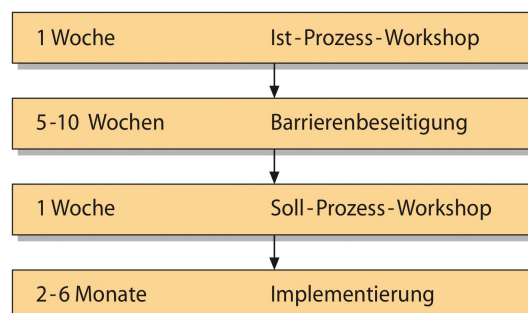 1 Woche Ist-Prozess-Workshop
5-10 Wochen Barrierenbeseitigung
1 Woche Soll-Prozess-Workshop
2-6 Monate Implementierung